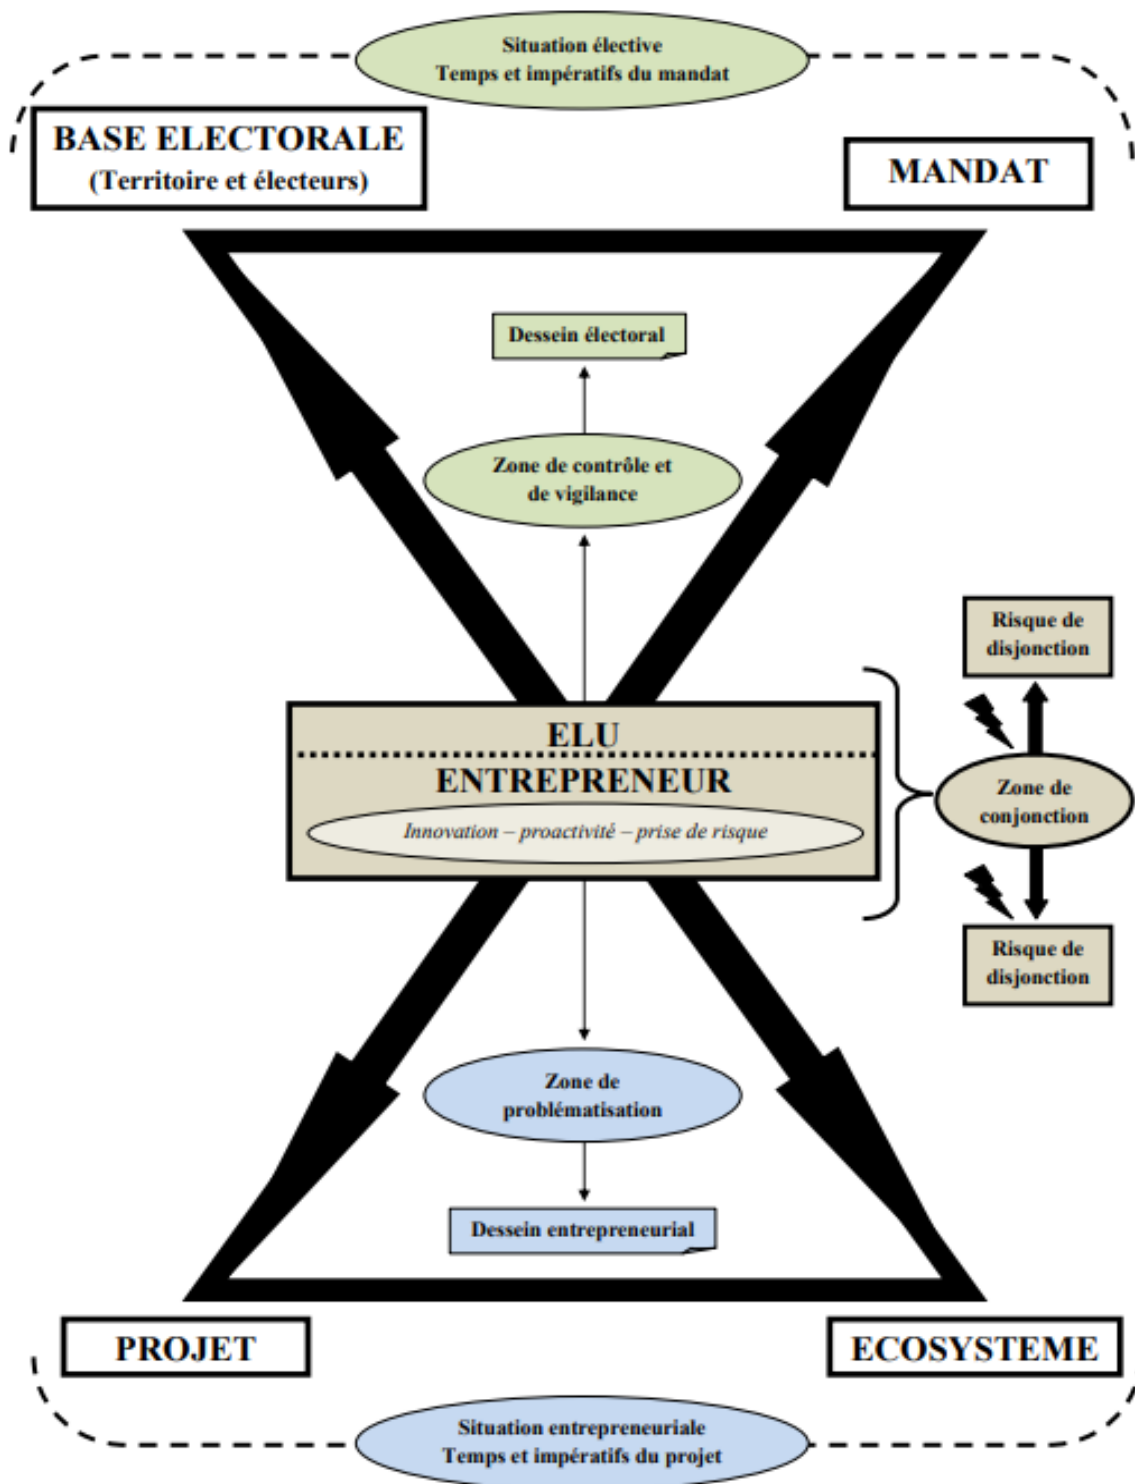 Situation élective
Temps et impératifs du mandat
BASE ELECTORALE
(Territoire et électeurs)
MANDAT
Dessein électoral
Zone de contrôle et
de vigilance
Risque de
disjonction
ELU
ENTREPRENEUR
Innovation – proactivité – prise de risque
Zone de
conjonction
Risque de
disjonction
Zone de
problématisation
Dessein entrepreneurial
PROJET
ECOSYSTEME
Situation entrepreneuriale
Temps et impératifs du projet